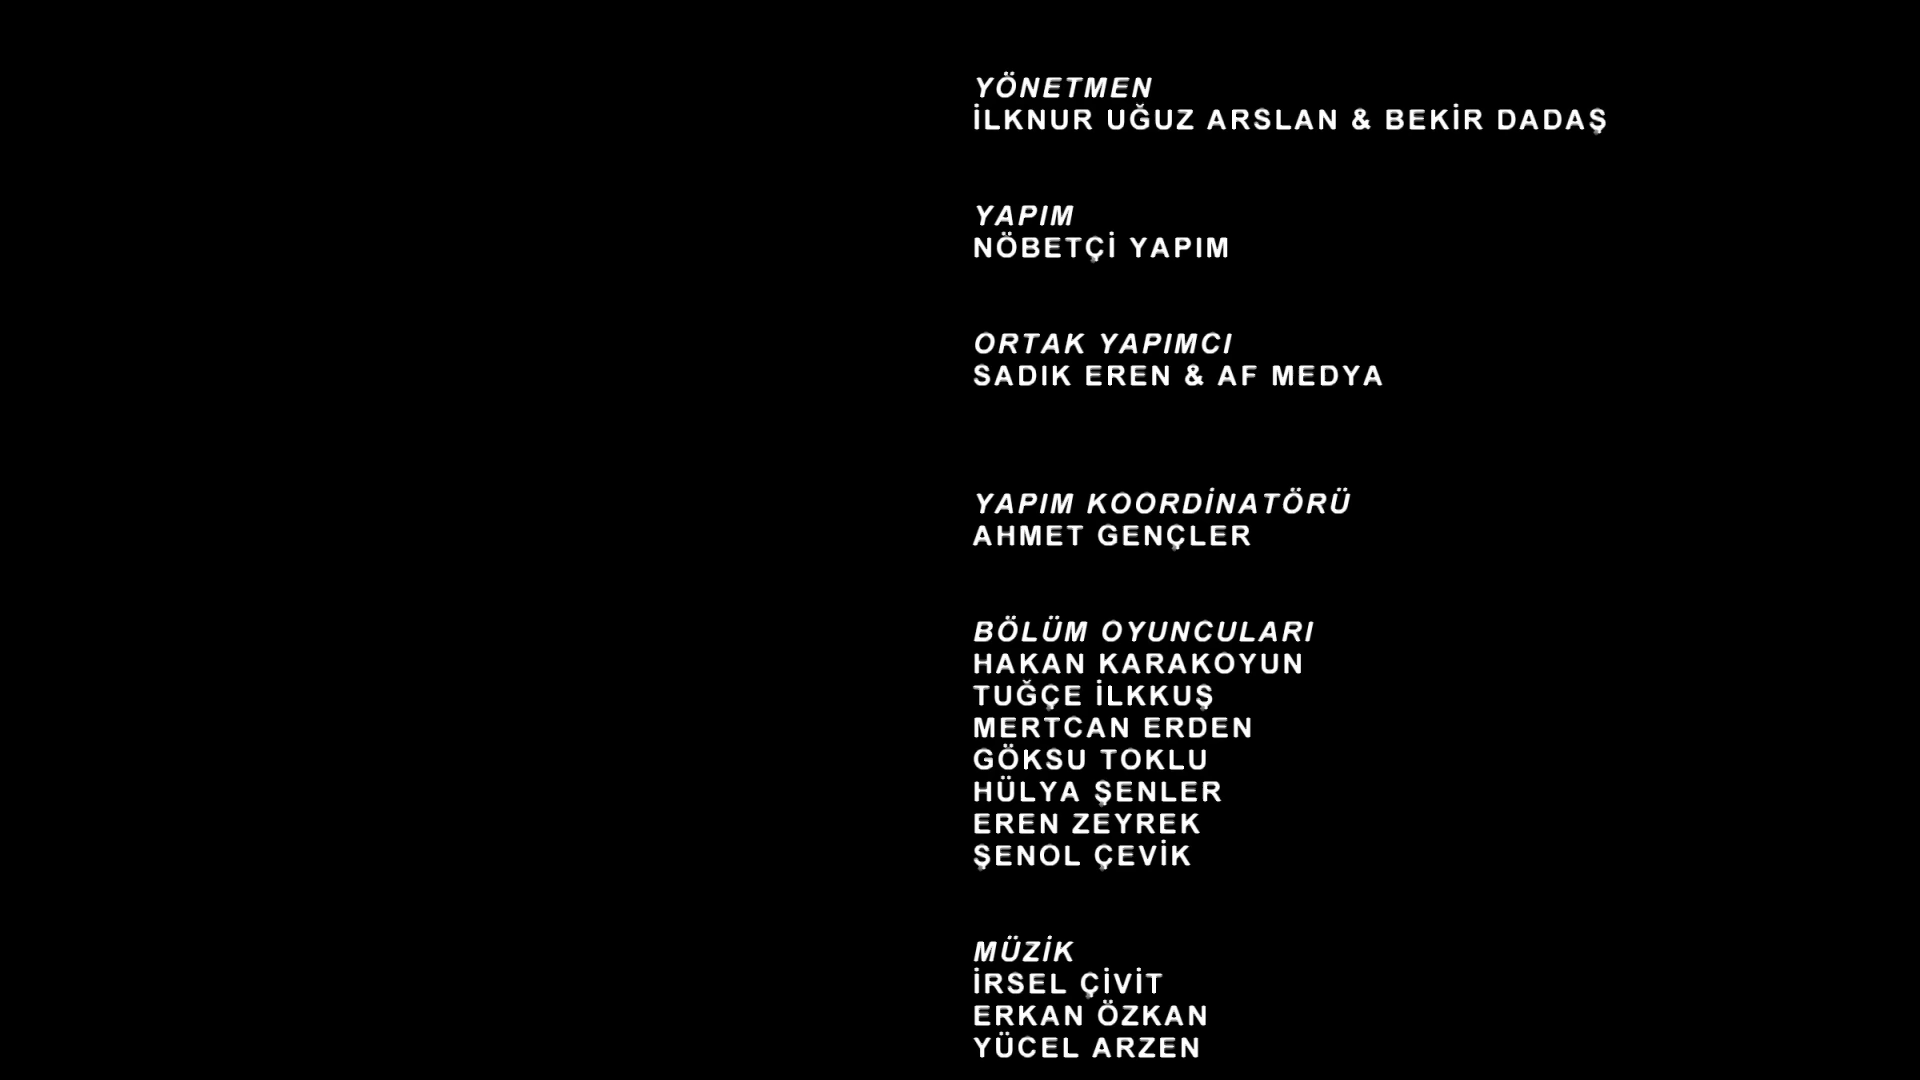 YÖNETMEN
İLKNUR UĞUZ ARSLAN & BEKİR DADAŞ
YAPIM
NÖBETÇİ YAPIM
ORTAK YAPIMCI
SADIK EREN & AF MEDYA
YAPIM KOORDİNATÖRÜ
AHMET GENÇLER
BÖLÜM OYUNCULARI
HAKAN KARAKOYUN
TUĞÇE İLKKUŞ
MERTCAN ERDEN
GÖKSU TOKLU
HÜLYA ŞENLER
EREN ZEYREK
ŞENOL ÇEVİK
MÜZİK
İRSEL ÇİVİT
ERKAN ÖZKAN
YÜCEL ARZEN